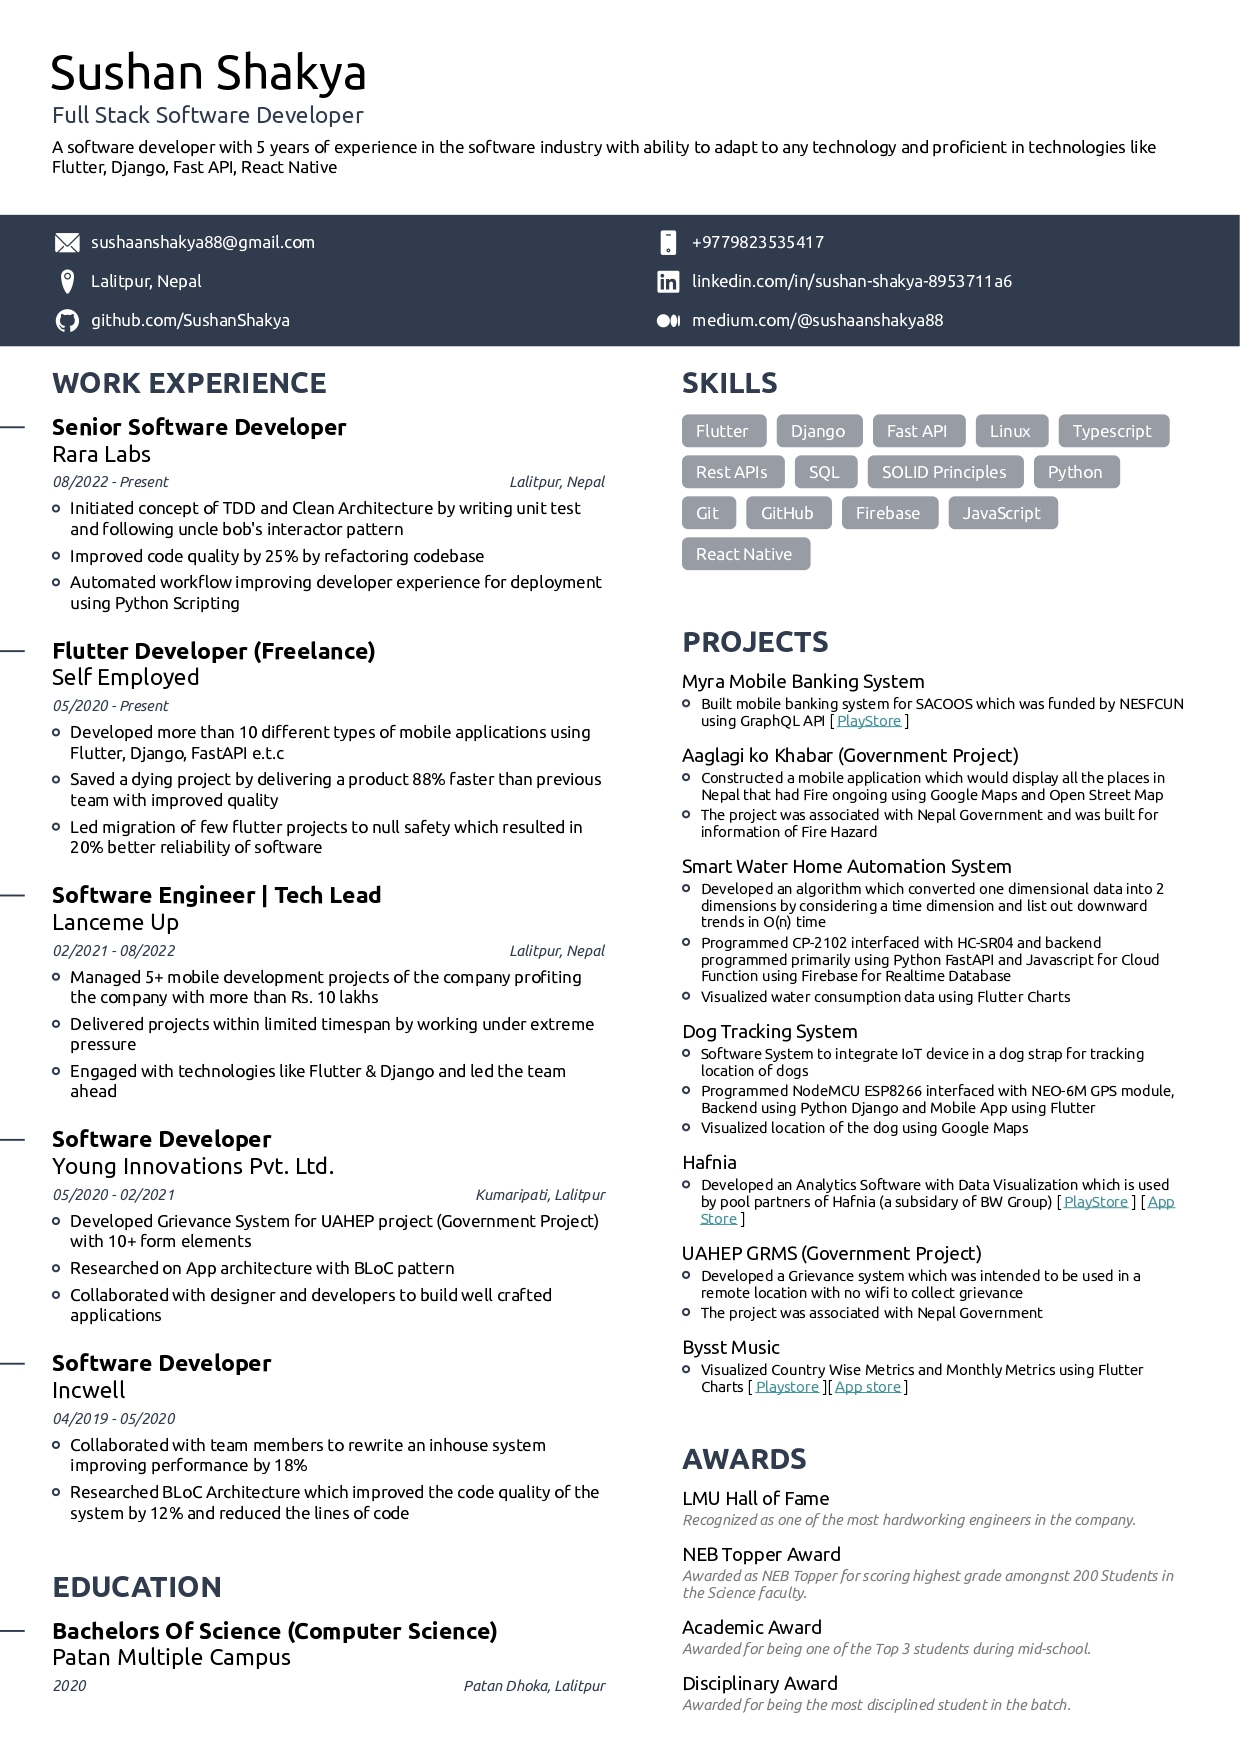 Sushan Shakya
Full Stack Software Developer
A software developer with 5 years of experience in the software industry with ability to adapt to any technology and proficient in technologies like
Flutter, Django, Fast API, React Native
sushaanshakya88@gmail.com
+9779823535417
Lalitpur, Nepal
linkedin.com/in/sushan-shakya-8953711a6
github.com/SushanShakya
medium.com/@sushaanshakya88
WORK EXPERIENCE
Senior Software Developer
Rara Labs
08/2022 - Present
Lalitpur, Nepal
Initiated concept of TDD and Clean Architecture by writing unit test
and following uncle bob's interactor pattern
Improved code quality by 25% by refactoring codebase
Automated workflow improving developer experience for deployment
using Python Scripting
Flutter Developer (Freelance)
Self Employed
05/2020 - Present
Developed more than 10 different types of mobile applications using
Flutter, Django, FastAPI e.t.c
Saved a dying project by delivering a product 88% faster than previous
team with improved quality
Led migration of few flutter projects to null safety which resulted in
20% better reliability of software
Software Engineer | Tech Lead
Lanceme Up
02/2021 - 08/2022
Lalitpur, Nepal
Managed 5+ mobile development projects of the company profiting
the company with more than Rs. 10 lakhs
Delivered projects within limited timespan by working under extreme
pressure
Engaged with technologies like Flutter & Django and led the team
ahead
Software Developer
Young Innovations Pvt. Ltd.
05/2020 - 02/2021
Kumaripati, Lalitpur
Developed Grievance System for UAHEP project (Government Project)
with 10+ form elements
Researched on App architecture with BLoC pattern
Collaborated with designer and developers to build well crafted
applications
Software Developer
Incwell
04/2019 - 05/2020
Collaborated with team members to rewrite an inhouse system
improving performance by 18%
Researched BLoC Architecture which improved the code quality of the
system by 12% and reduced the lines of code
EDUCATION
Bachelors Of Science (Computer Science)
Patan Multiple Campus
2020
Patan Dhoka, Lalitpur
SKILLS
Flutter Django Fast API Linux Typescript
Rest APIs SQL SOLID Principles Python
Git GitHub Firebase JavaScript
React Native
PROJECTS
Myra Mobile Banking System
Built mobile banking system for SACOOS which was funded by NESFCUN
using GraphQL API [ PlayStore ]
Aaglagi ko Khabar (Government Project)
Constructed a mobile application which would display all the places in
Nepal that had Fire ongoing using Google Maps and Open Street Map
The project was associated with Nepal Government and was built for
information of Fire Hazard
Smart Water Home Automation System
Developed an algorithm which converted one dimensional data into 2
dimensions by considering a time dimension and list out downward
trends in O(n) time
Programmed CP-2102 interfaced with HC-SR04 and backend
programmed primarily using Python FastAPI and Javascript for Cloud
Function using Firebase for Realtime Database
Visualized water consumption data using Flutter Charts
Dog Tracking System
Software System to integrate IoT device in a dog strap for tracking
location of dogs
Programmed NodeMCU ESP8266 interfaced with NEO-6M GPS module,
Backend using Python Django and Mobile App using Flutter
Visualized location of the dog using Google Maps
Hafnia
Developed an Analytics Software with Data Visualization which is used
by pool partners of Hafnia (a subsidary of BW Group) [ PlayStore ] [ App
Store ]
UAHEP GRMS (Government Project)
Developed a Grievance system which was intended to be used in a
remote location with no wifi to collect grievance
The project was associated with Nepal Government
Bysst Music
Visualized Country Wise Metrics and Monthly Metrics using Flutter
Charts [ Playstore ][ App store ]
AWARDS
LMU Hall of Fame
Recognized as one of the most hardworking engineers in the company.
NEB Topper Award
Awarded as NEB Topper for scoring highest grade amongnst 200 Students in
the Science faculty.
Academic Award
Awarded for being one of the Top 3 students during mid-school.
Disciplinary Award
Awarded for being the most disciplined student in the batch.